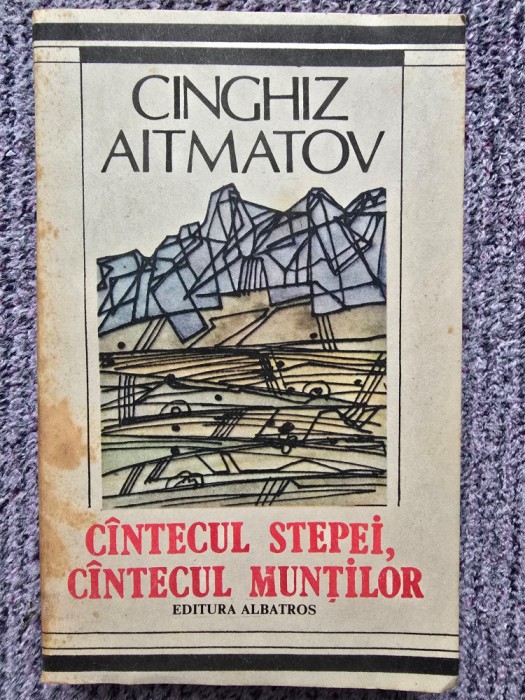 CINGHIZ
AITMATOV
CÎNTECUL STEPEI,
CÎNTECUL MUNȚILOR
EDITURA ALBATROS